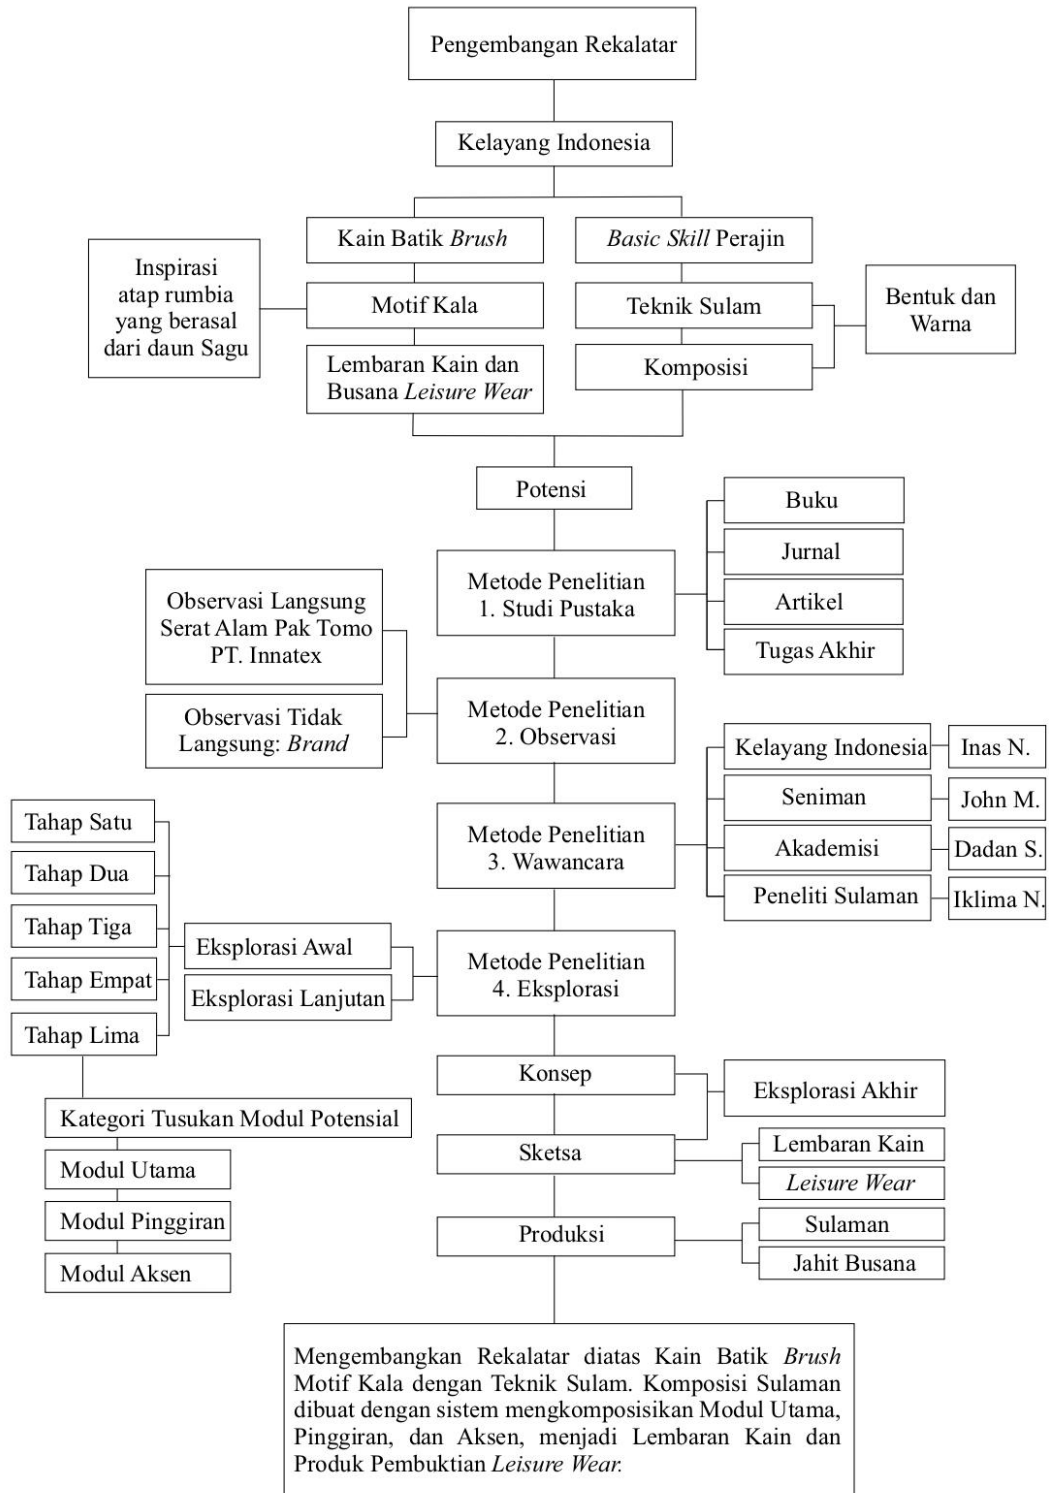 Pengembangan Rekalatar
Kelayang Indonesia
Kain Batik Brush
Basic Skill Perajin
Inspirasi
atap rumbia
yang berasal
dari daun Sagu
Motif Kala
Teknik Sulam
Bentuk dan
Warna
Lembaran Kain dan
Busana Leisure Wear
Komposisi
Potensi
Metode Penelitian
1. Studi Pustaka
Buku
Jurnal
Artikel
Tugas Akhir
Observasi Langsung
Serat Alam Pak Tomo
PT. Innatex
Observasi Tidak
Langsung: Brand
Metode Penelitian
2. Observasi
Metode Penelitian
3. Wawancara
Kelayang Indonesia
Inas N.
Seniman
John M.
Akademisi
Dadan S.
Peneliti Sulaman
Iklima N.
Tahap Satu
Tahap Dua
Tahap Tiga
Tahap Empat
Tahap Lima
Eksplorasi Awal
Eksplorasi Lanjutan
Metode Penelitian
4. Eksplorasi
Kategori Tusukan Modul Potensial
Modul Utama
Modul Pinggiran
Modul Aksen
Konsep
Eksplorasi Akhir
Sketsa
Lembaran Kain
Leisure Wear
Produksi
Sulaman
Jahit Busana
Mengembangkan Rekalatar diatas Kain Batik Brush
Motif Kala dengan Teknik Sulam. Komposisi Sulaman
dibuat dengan sistem mengkomposisikan Modul Utama,
Pinggiran, dan Aksen, menjadi Lembaran Kain dan
Produk Pembuktian Leisure Wear.